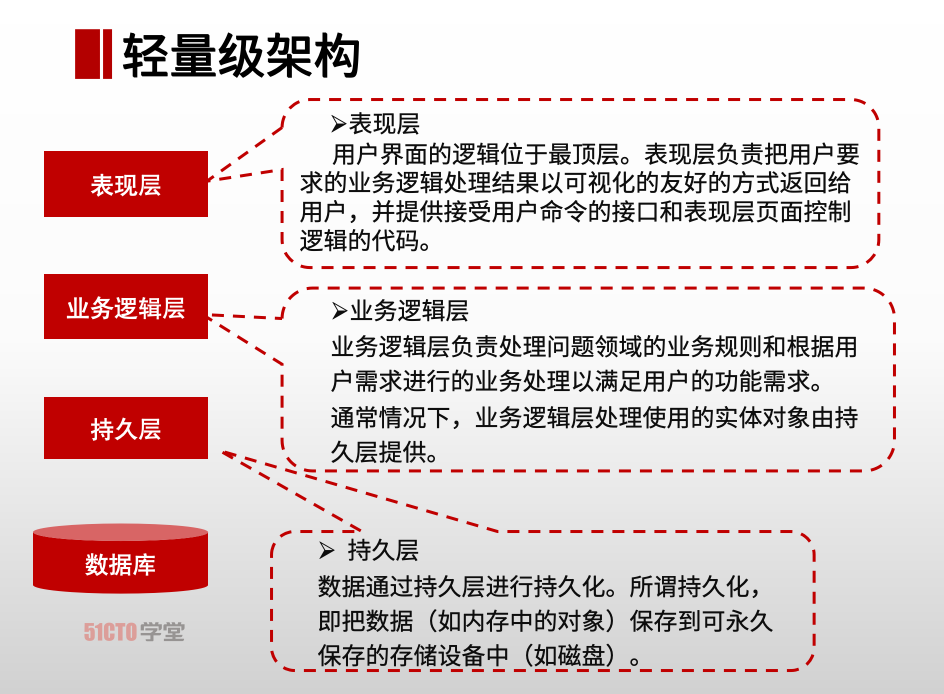 轻量级架构
表现层
➢表现层
用户界面的逻辑位于最顶层。表现层负责把用户要
求的业务逻辑处理结果以可视化的友好的方式返回给
用户，并提供接受用户命令的接口和表现层页面控制
逻辑的代码。
业务逻辑层
➢业务逻辑层
业务逻辑层负责处理问题领域的业务规则和根据用
户需求进行的业务处理以满足用户的功能需求。
通常情况下，业务逻辑层处理使用的实体对象由持
久层提供。
持久层
➢ 持久层
数据通过持久层进行持久化。所谓持久化，
即把数据（如内存中的对象）保存到可永久
保存的存储设备中（如磁盘）。
数据库
51CTO学堂